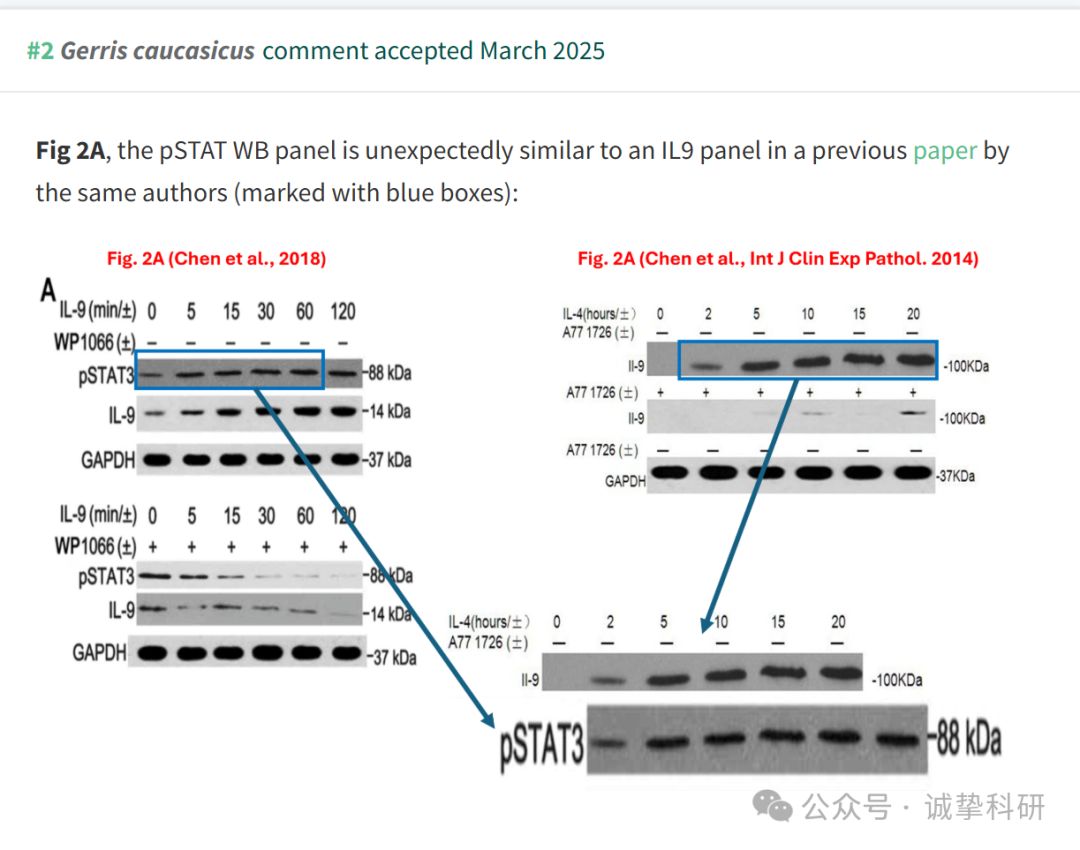 #2 Gerris caucasicus comment accepted March 2025
Fig 2A, the pSTAT WB panel is unexpectedly similar to an IL9 panel in a previous paper by
the same authors (marked with blue boxes):
Fig. 2A (Chen et al., 2018)
A
IL-9 (min/±) 0 5 15 30 60 120
WP1066 (±) – – – – – –
pSTAT3 -88 kDa
IL-9 -14 kDa
GAPDH -37 kDa
IL-9 (min/±) 0 5 15 30 60 120
WP1066 (±) + + + + + +
pSTAT3 -88 kDa
IL-9 -14 kDa
GAPDH -37 kDa
Fig. 2A (Chen et al., Int J Clin Exp Pathol. 2014)
IL-4(hours/±) 0 2 5 10 15 20
A77 1726 (±) – – – – – –
Il-9 -100KDa
A77 1726 (±) + + + + + +
Il-9 -100KDa
A77 1726 (±) – – – – – –
GAPDH -37KDa
IL-4(hours/±) 0 2 5 10 15 20
A77 1726 (±) – – – – – –
Il-9 -100KDa
pSTAT3 -88 kDa
公众号 · 诚挚科研